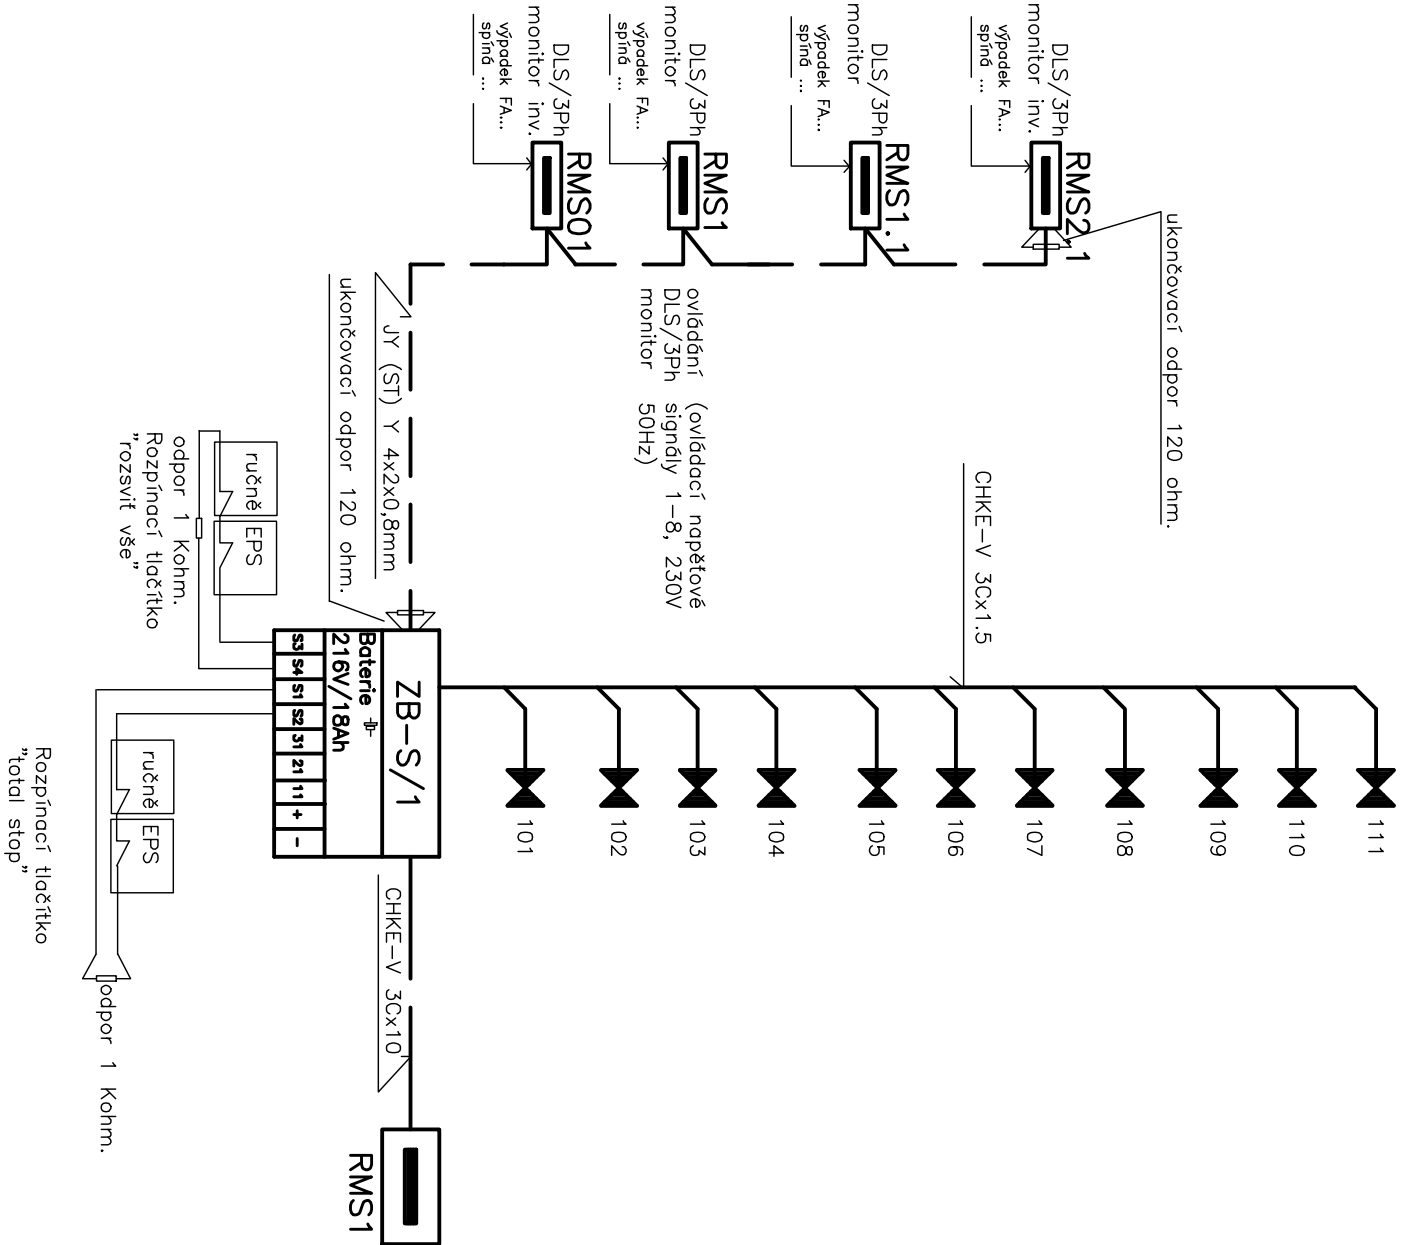 ukončovací odpor 120 ohm.
DLS/3Ph
monitor inv.
výpadek FA...
spíná ...
RMS2.1
DLS/3Ph
monitor
výpadek FA...
spíná ...
RMS1.1
DLS/3Ph
monitor
výpadek FA...
spíná ...
RMS1
DLS/3Ph
monitor inv.
výpadek FA...
spíná ...
RMS01
ovládání (ovládací napěťové
DLS/3Ph signály 1-8, 230V
monitor 50Hz)
CHKE-V 3Cx1.5
111
110
109
108
107
106
105
104
103
102
101
JY (ST) Y 4x2x0,8mm
ukončovací odpor 120 ohm.
ZB-S/1
Baterie
216V/18Ah
S3 S4 S1 S2 31 21 11 + -
CHKE-V 3Cx10
RMS1
ručně EPS
odpor 1 Kohm.
Rozpínací tlačítko
"rozsviť vše"
ručně EPS
odpor 1 Kohm.
Rozpínací tlačítko
"total stop"